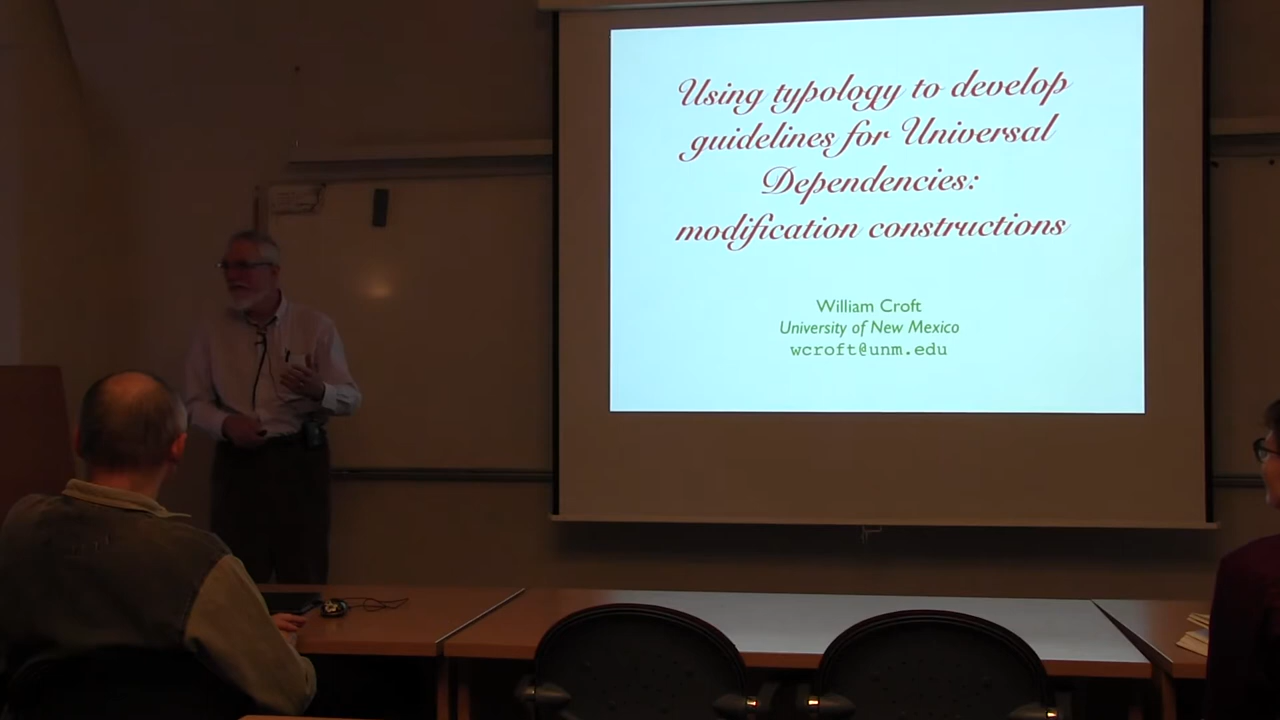 Using typology to develop
guidelines for Universal
Dependencies:
modification constructions
William Croft
University of New Mexico
wcroft@unm.edu